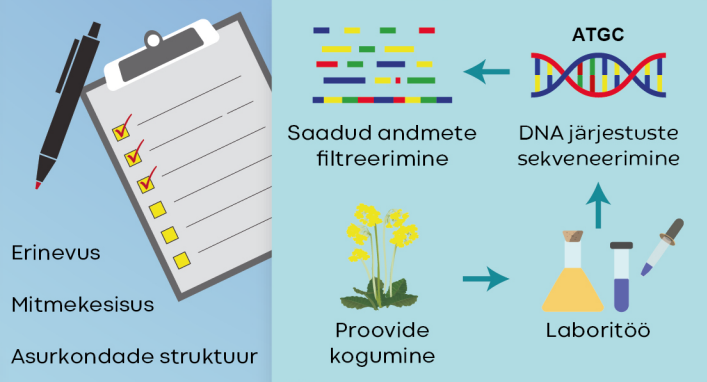 Erinevus
Mitmekesisus
Asurkondade struktuur
ATGC
Saadud andmete
filtreerimine
DNA järjestuste
sekveneerimine
Proovide
kogumine
Laboritöö